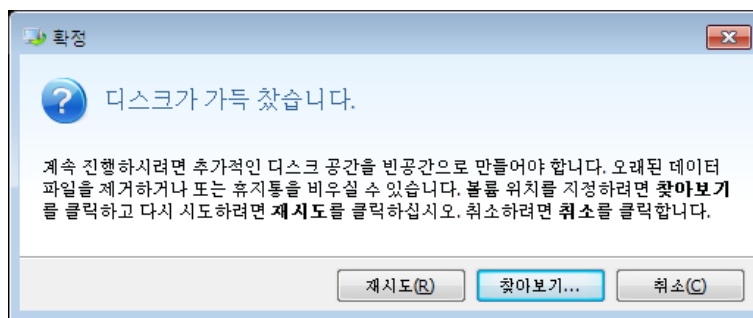 확정
디스크가 가득 찼습니다.
계속 진행하시려면 추가적인 디스크 공간을 빈공간으로 만들어야 합니다. 오래된 데이터
파일을 제거하거나 또는 휴지통을 비우실 수 있습니다. 볼륨 위치를 지정하려면 찾아보기
를 클릭하고 다시 시도하려면 재시도를 클릭하십시오. 취소하려면 취소를 클릭합니다.
재시도(R) 찾아보기... 취소(C)